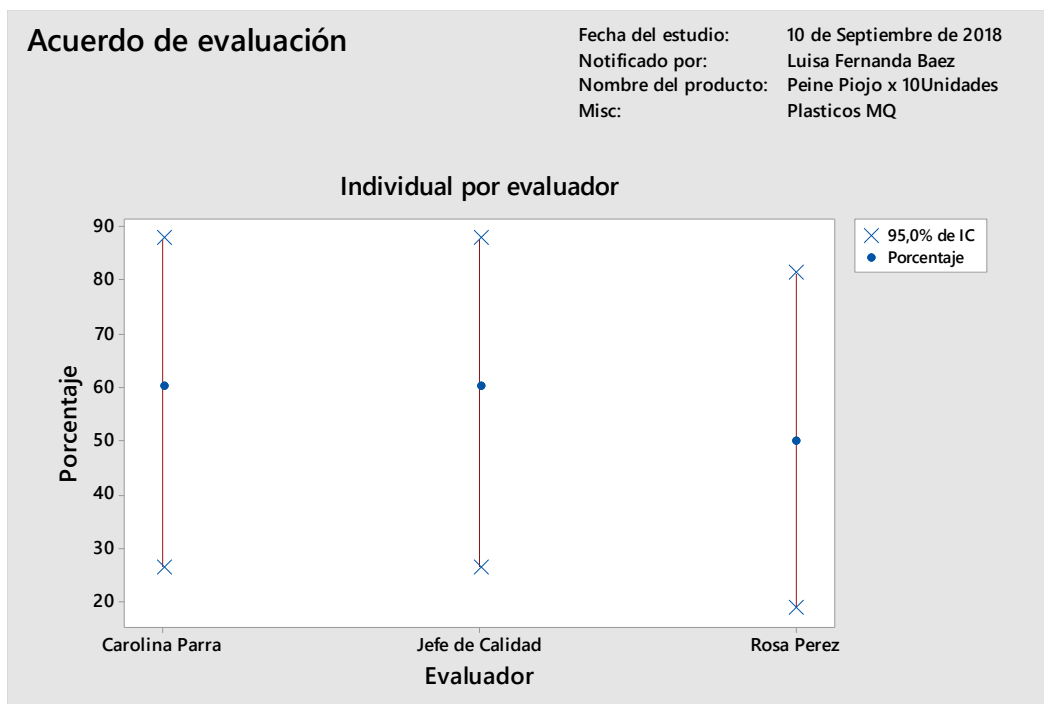 Acuerdo de evaluación
Fecha del estudio: 10 de Septiembre de 2018
Notificado por: Luisa Fernanda Baez
Nombre del producto: Peine Piojo x 10Unidades
Misc: Plasticos MQ
Individual por evaluador
95,0% de IC
Porcentaje
Porcentaje
90
80
70
60
50
40
30
20
Carolina Parra
Jefe de Calidad
Rosa Perez
Evaluador